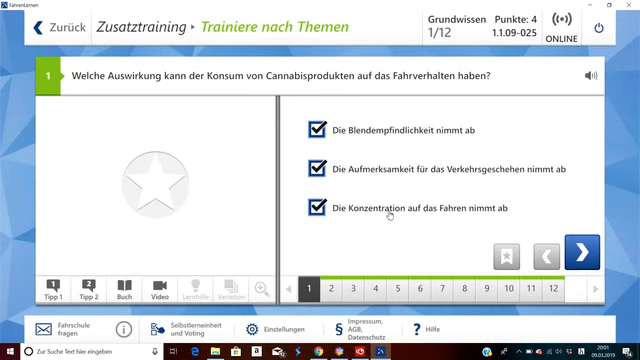 FahrenLernen
Zurück
Zusatztraining
Trainiere nach Themen
Grundwissen
1/12
Punkte: 4
1.1.09-025
ONLINE
1
Welche Auswirkung kann der Konsum von Cannabisprodukten auf das Fahrverhalten haben?
Die Blendempfindlichkeit nimmt ab
Die Aufmerksamkeit für das Verkehrsgeschehen nimmt ab
Die Konzentration auf das Fahren nimmt ab
1 2
Tipp 1 Tipp 2 Buch Video Lernhilfe Variation
1 2 3 4 5 6 7 8 9 10 11 12
Fahrschule fragen
Selbstlerneinheit und Voting
Einstellungen
§ Impressum, AGB, Datenschutz
? Hilfe
Zur Suche Text hier eingeben
20:01
09.03.2019